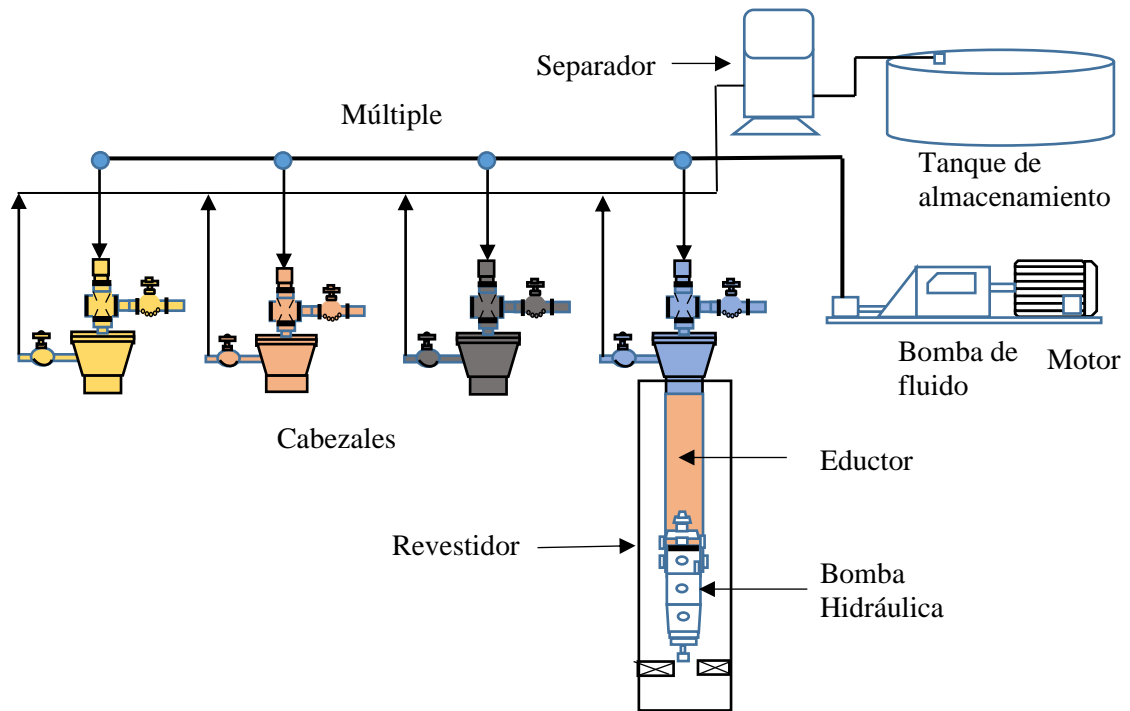 Separador
Múltiple
Tanque de
almacenamiento
Bomba de
fluido
Motor
Cabezales
Eductor
Revestidor
Bomba
Hidráulica